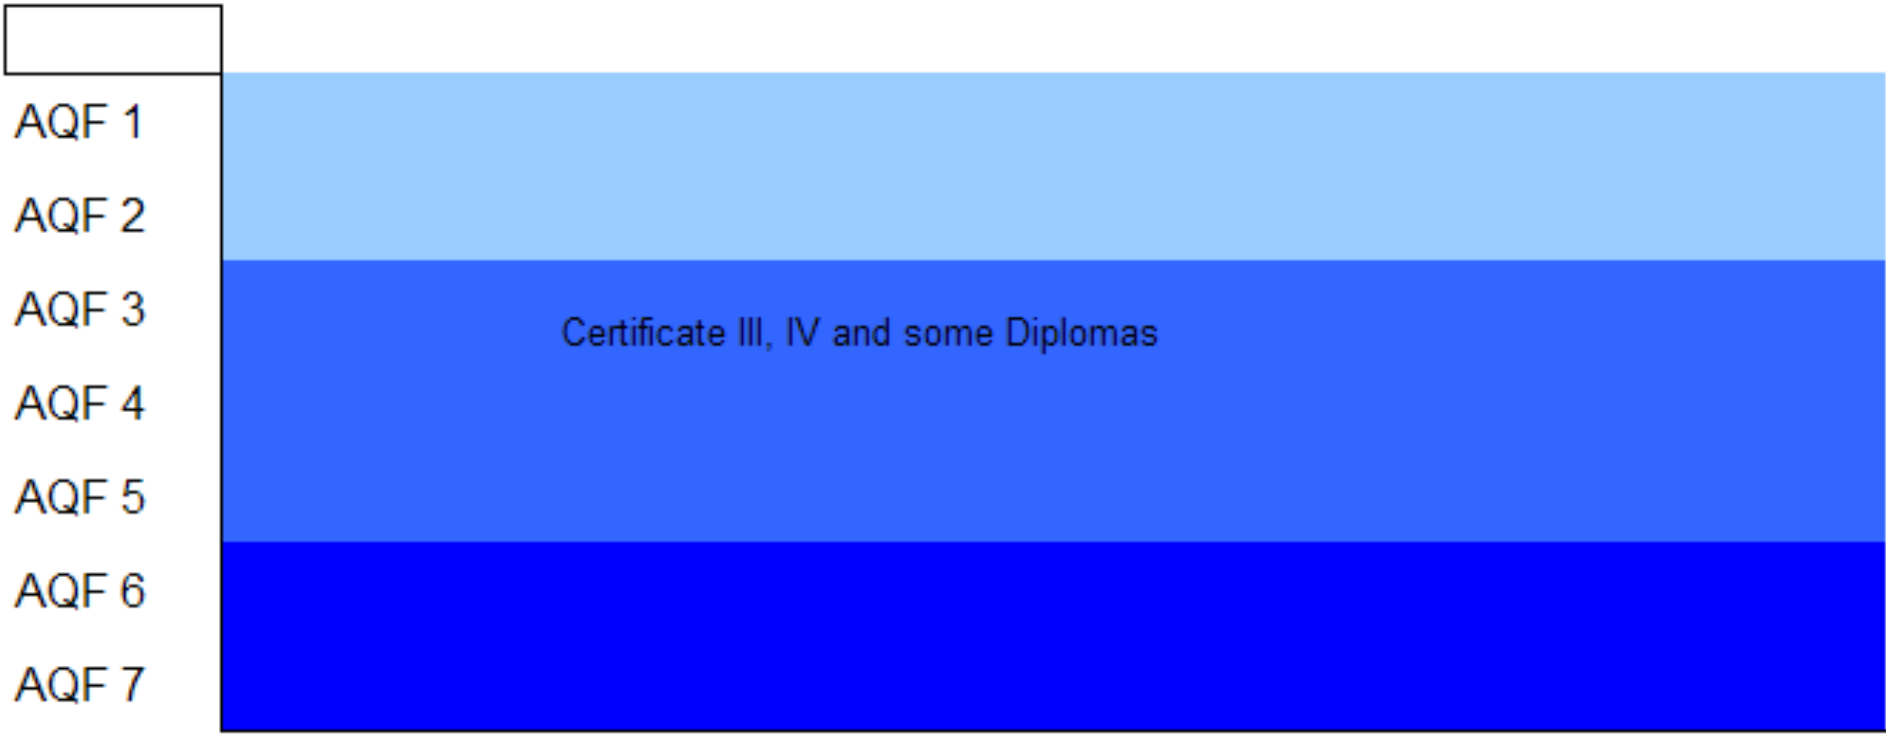 AQF 1
AQF 2
AQF 3
Certificate III, IV and some Diplomas
AQF 4
AQF 5
AQF 6
AQF 7